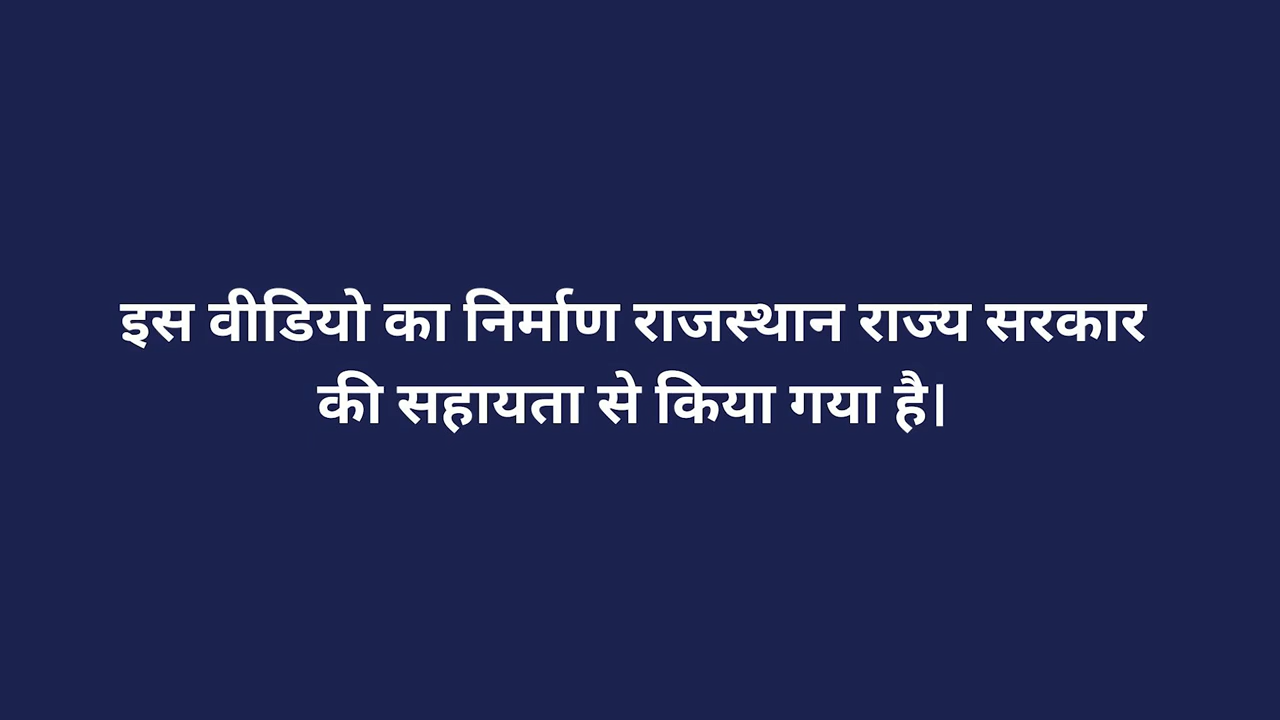 इस वीडियो का निर्माण राजस्थान राज्य सरकार
की सहायता से किया गया है।